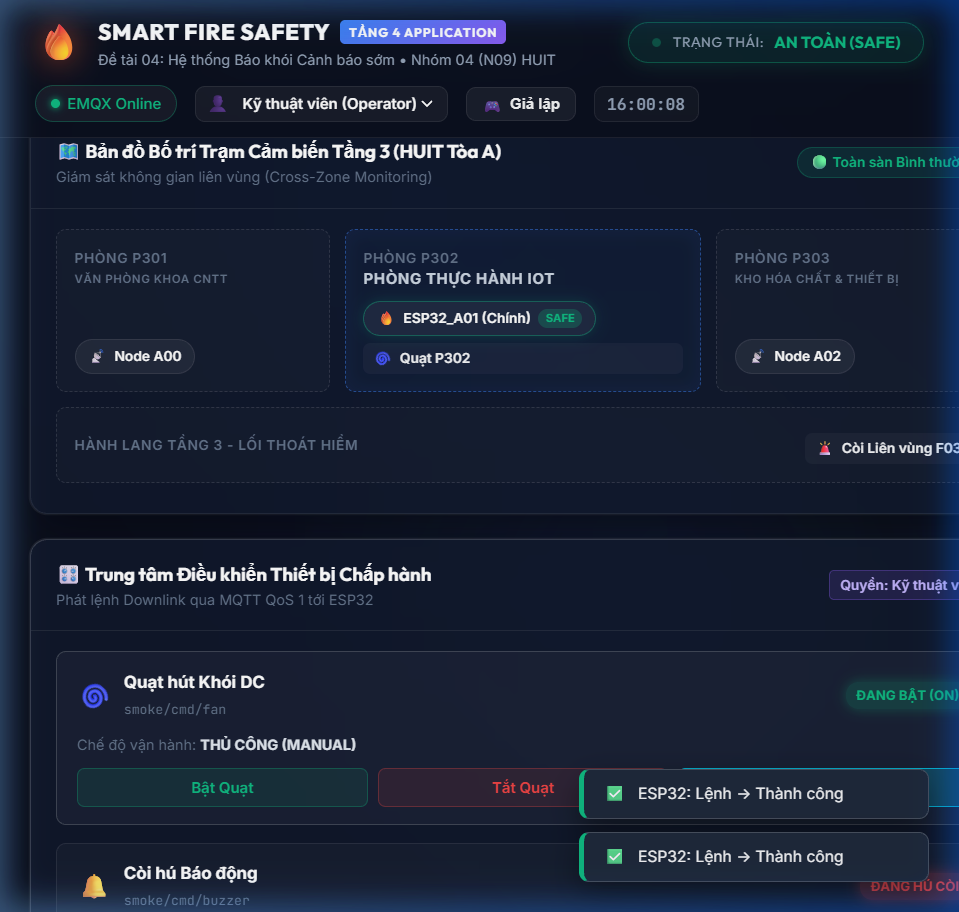 SMART FIRE SAFETY
TẦNG 4 APPLICATION
Đề tài 04: Hệ thống Báo khói Cảnh báo sớm • Nhóm 04 (N09) HUIT
TRẠNG THÁI: AN TOÀN (SAFE)
EMQX Online
Kỹ thuật viên (Operator)
Giả lập
16:00:08
Bản đồ Bố trí Trạm Cảm biến Tầng 3 (HUIT Tòa A)
Giám sát không gian liên vùng (Cross-Zone Monitoring)
Toàn sàn Bình thườ
PHÒNG P301
VĂN PHÒNG KHOA CNTT
Node A00
PHÒNG P302
PHÒNG THỰC HÀNH IOT
ESP32_A01 (Chính) SAFE
Quạt P302
PHÒNG P303
KHO HÓA CHẤT & THIẾT BỊ
Node A02
HÀNH LANG TẦNG 3 - LỐI THOÁT HIỂM
Còi Liên vùng F03
Trung tâm Điều khiển Thiết bị Chấp hành
Phát lệnh Downlink qua MQTT QoS 1 tới ESP32
Quyền: Kỹ thuật v
Quạt hút Khói DC
smoke/cmd/fan
ĐANG BẬT (ON)
Chế độ vận hành: THỦ CÔNG (MANUAL)
Bật Quạt
Tắt Quạt
ESP32: Lệnh → Thành công
ESP32: Lệnh → Thành công
Còi hú Báo động
smoke/cmd/buzzer
ĐANG HÚ CÒI